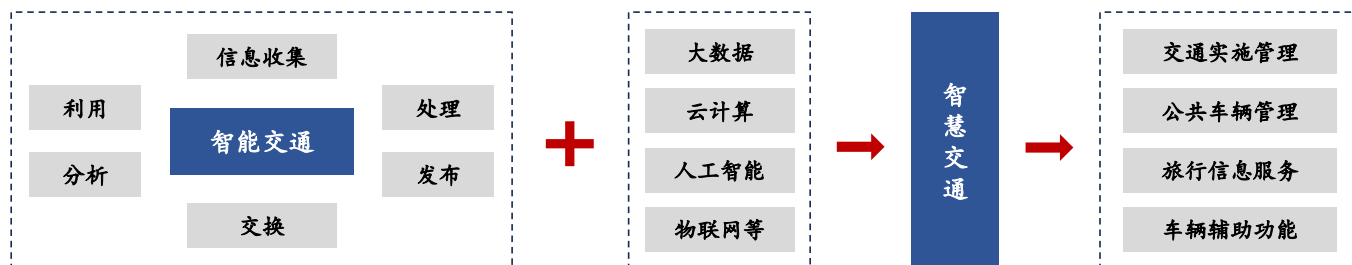 信息收集
利用
处理
智能交通
分析
发布
交换
大数据
云计算
人工智能
物联网等
智慧交通
交通实施管理
公共车辆管理
旅行信息服务
车辆辅助功能